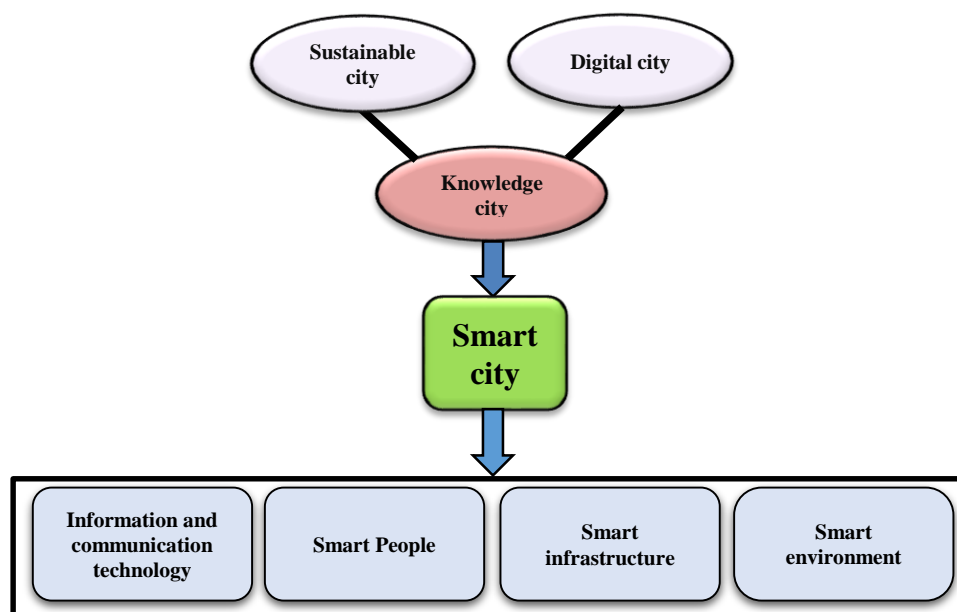 Sustainable
city
Digital city
Knowledge
city
Smart
city
Information and
communication
technology
Smart People
Smart
infrastructure
Smart
environment